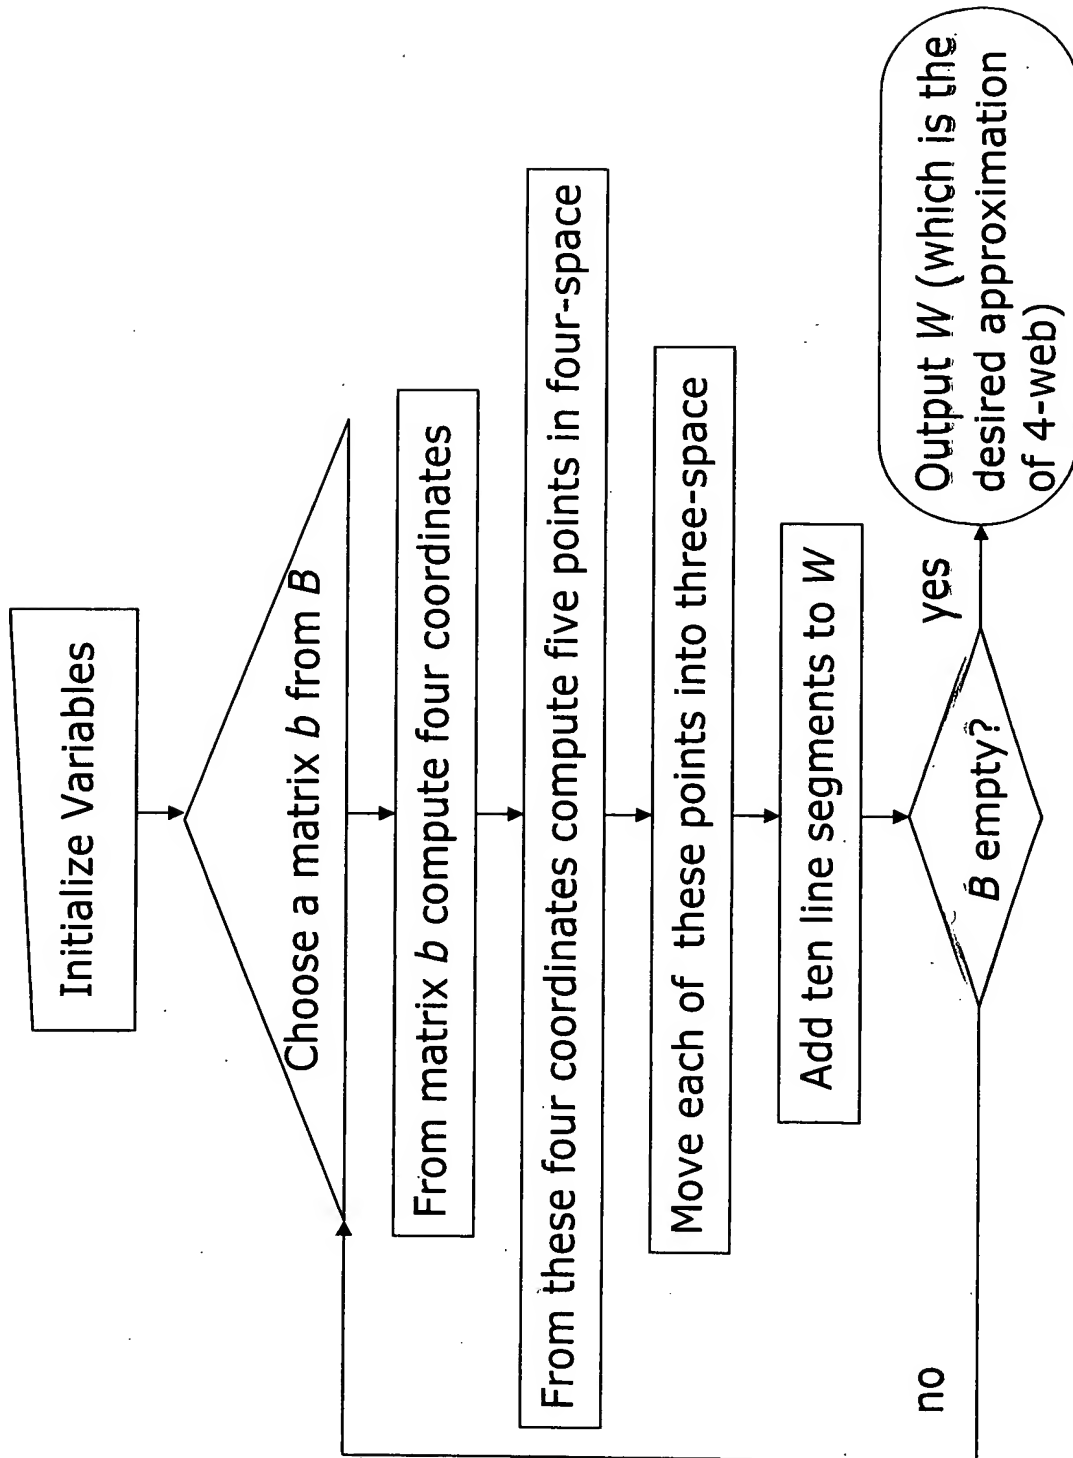 Initialize Variables
Choose a matrix b from B
From matrix b compute four coordinates
From these four coordinates compute five points in four-space
Move each of these points into three-space
Add ten line segments to W
B empty?
no
yes
Output W (which is the
desired approximation
of 4-web)